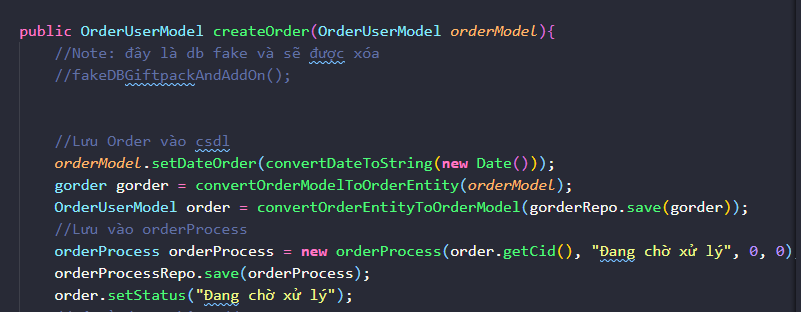 public OrderUserModel createOrder(OrderUserModel orderModel){
//Note: đây là db fake và sẽ được xóa
//fakeDBGiftpackAndAddOn();
//Lưu Order vào csdl
orderModel.setDateOrder(convertDateToString(new Date()));
gorder gorder = convertOrderModelToOrderEntity(orderModel);
OrderUserModel order = convertOrderEntityToOrderModel(gorderRepo.save(gorder));
//Lưu vào orderProcess
orderProcess orderProcess = new orderProcess(order.getCid(), "Đang chờ xử lý", 0, 0)
orderProcessRepo.save(orderProcess);
order.setStatus("Đang chờ xử lý");